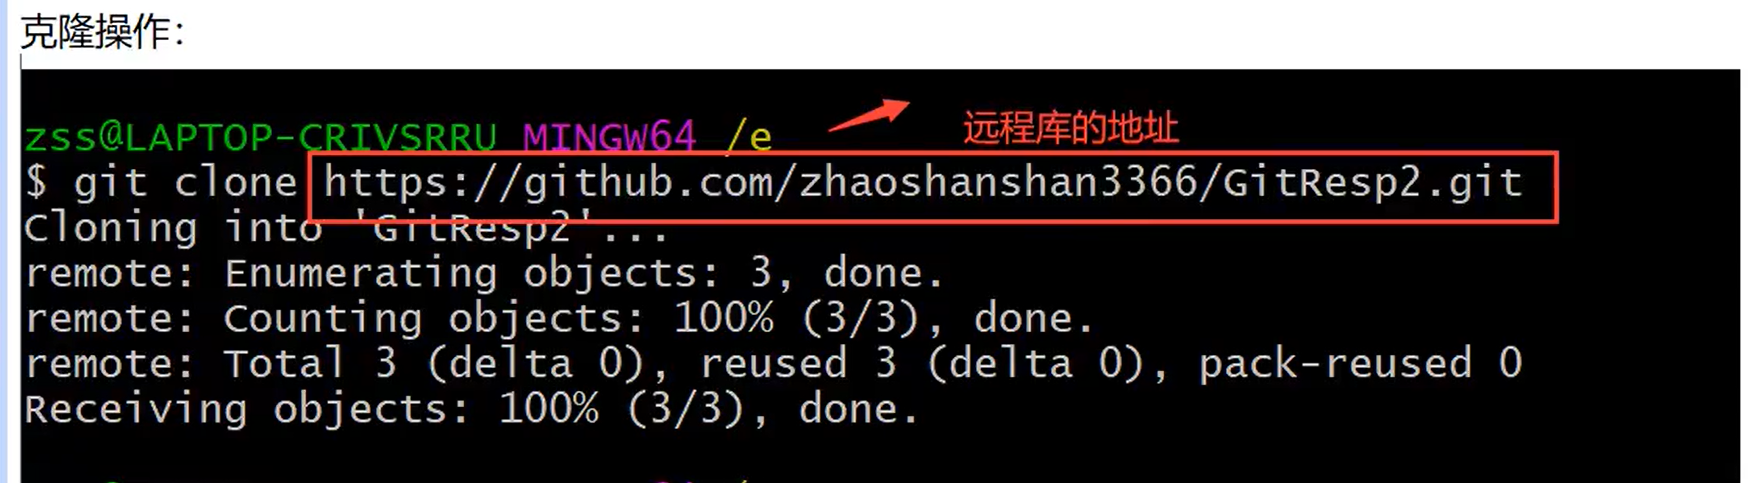 克隆操作：
zss@LAPTOP-CRIVSRRU MINGW64 /e
远程库的地址
$ git clone https://github.com/zhaoshanshan3366/GitResp2.git
Cloning into 'GitResp2'...
remote: Enumerating objects: 3, done.
remote: Counting objects: 100% (3/3), done.
remote: Total 3 (delta 0), reused 3 (delta 0), pack-reused 0
Receiving objects: 100% (3/3), done.